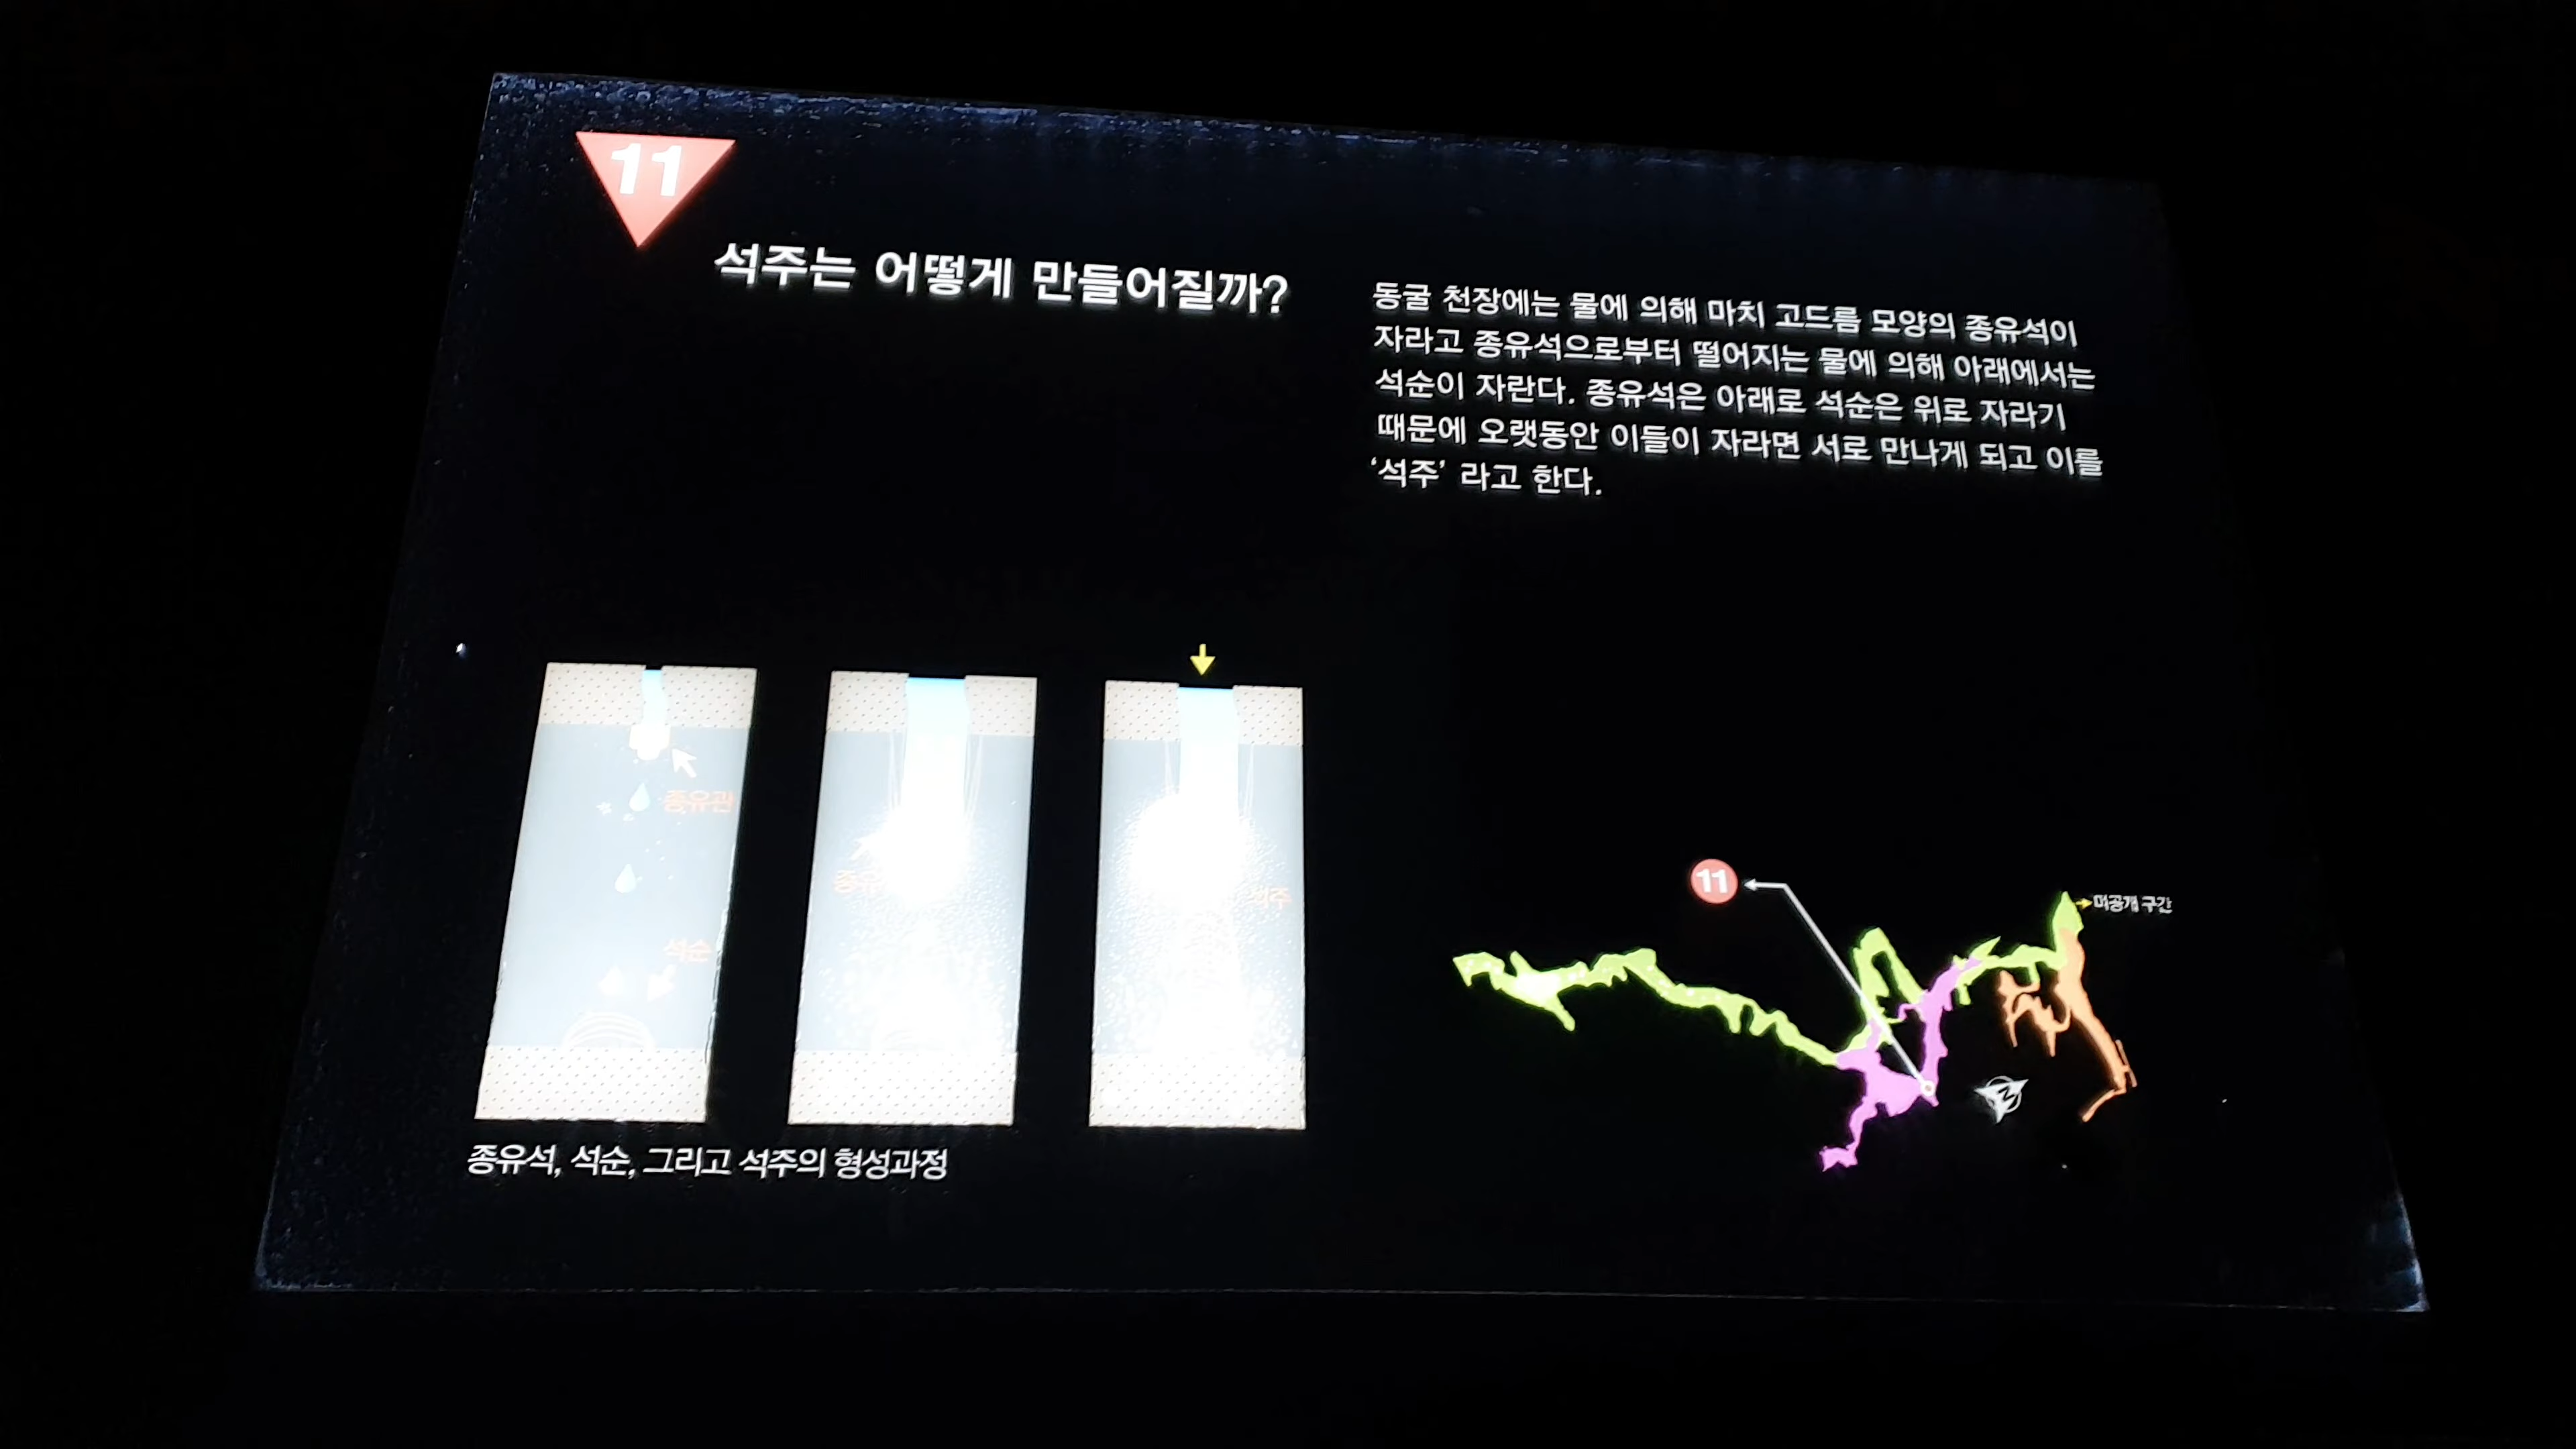 11
석주는 어떻게 만들어질까?
동굴 천장에는 물에 의해 마치 고드름 모양의 종유석이
자라고 종유석으로부터 떨어지는 물에 의해 아래에서는
석순이 자란다. 종유석은 아래로 석순은 위로 자라기
때문에 오랫동안 이들이 자라면 서로 만나게 되고 이를
‘석주’ 라고 한다.
종유관
석순
석주
종유석, 석순, 그리고 석주의 형성과정
11
미공개 구간